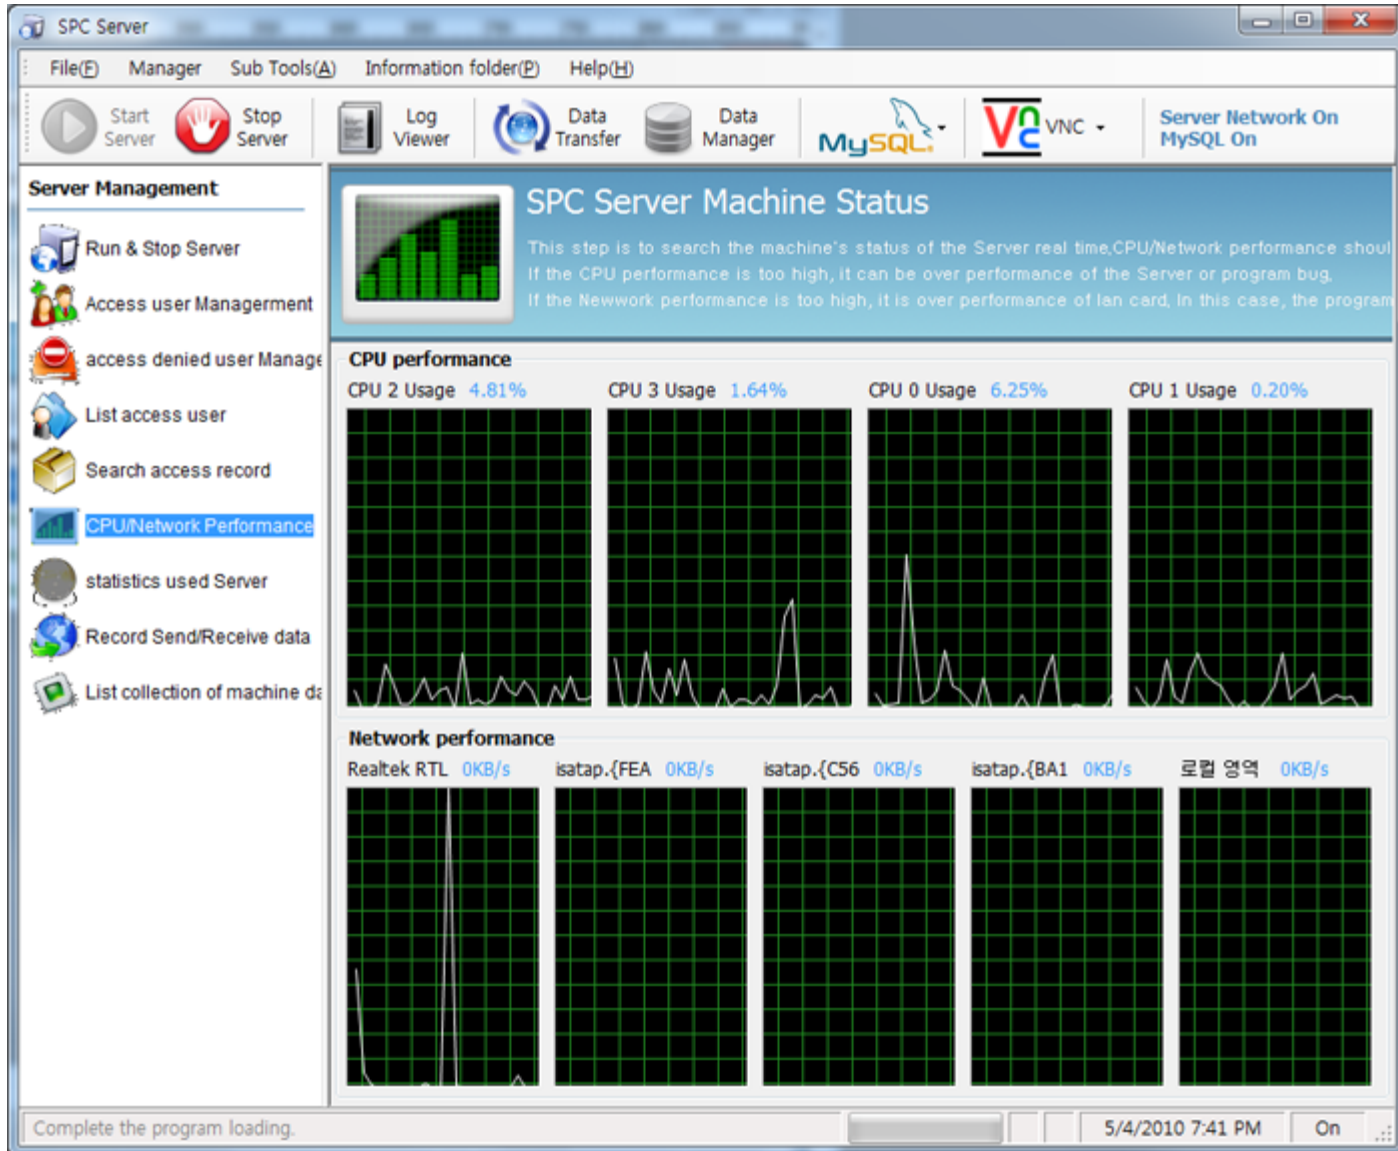 SPC Server
File(F) Manager Sub Tools(A) Information folder(P) Help(H)
Start Server
Stop Server
Log Viewer
Data Transfer
Data Manager
MySQL
VNC VNC
Server Network On
MySQL On
Server Management
Run & Stop Server
Access user Managerment
access denied user Manage
List access user
Search access record
CPU/Network Performance
statistics used Server
Record Send/Receive data
List collection of machine da
SPC Server Machine Status
This step is to search the machine's status of the Server real time,CPU/Network performance shoul
If the CPU performance is too high, it can be over performance of the Server or program bug,
If the Newwork performance is too high, it is over performance of lan card, In this case, the program
CPU performance
CPU 2 Usage 4.81% CPU 3 Usage 1.64% CPU 0 Usage 6.25% CPU 1 Usage 0.20%
Network performance
Realtek RTL 0KB/s isatap.{FEA 0KB/s isatap.{C56 0KB/s isatap.{BA1 0KB/s 로컬 영역 0KB/s
Complete the program loading.
5/4/2010 7:41 PM On